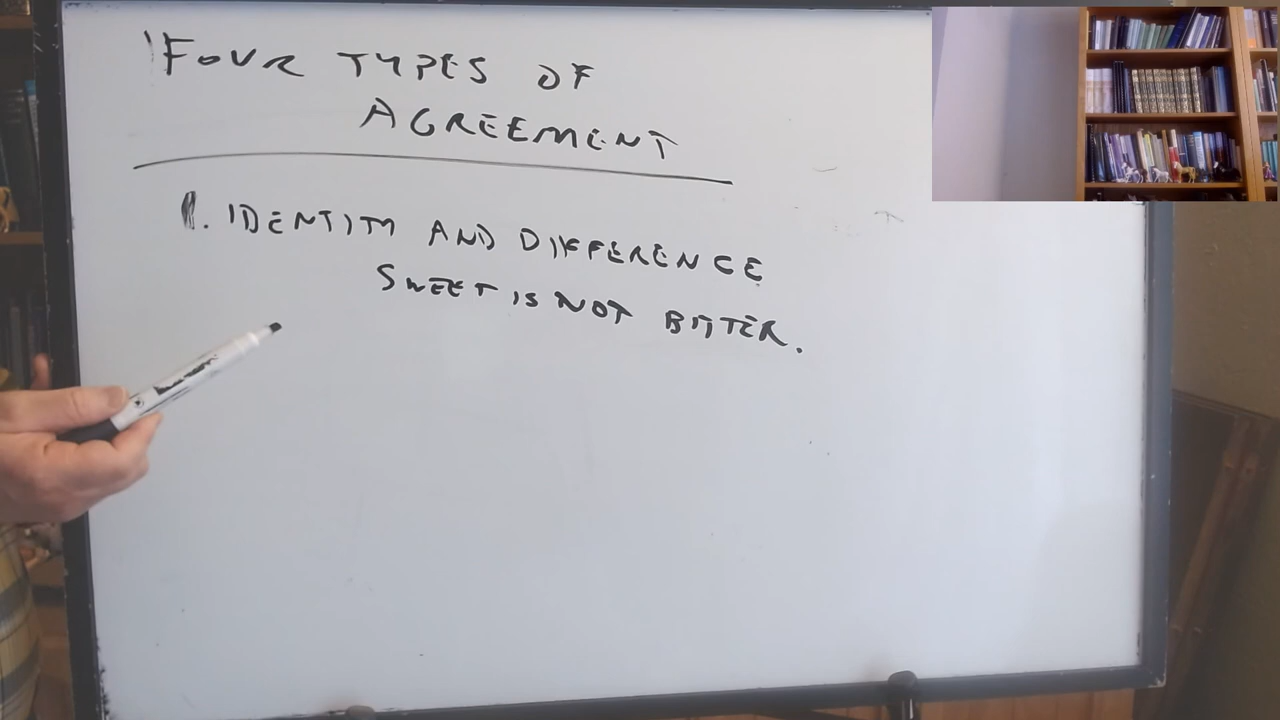 FOUR TYPES OF
AGREEMENT
1. IDENTITY AND DIFFERENCE
SWEET IS NOT BITTER.